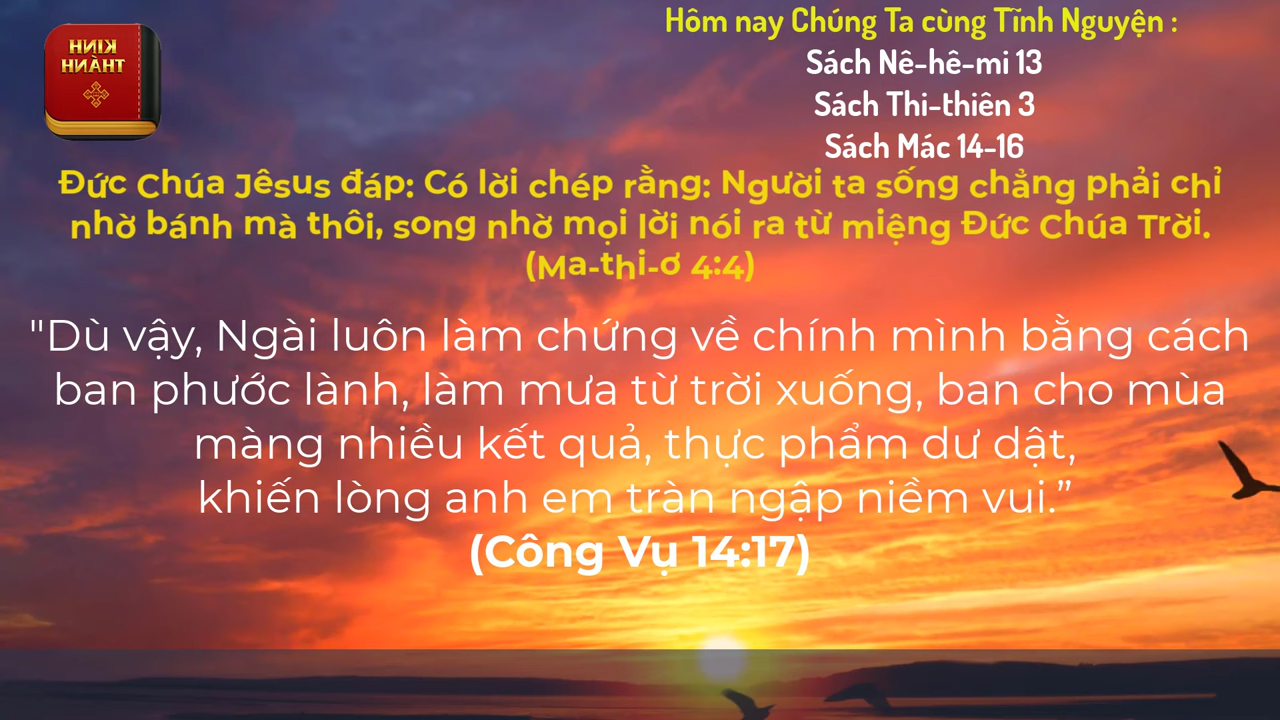 KINH
THÁNH
Hôm nay Chúng Ta cùng Tĩnh Nguyện :
Sách Nê-hê-mi 13
Sách Thi-thiên 3
Sách Mác 14-16
Đức Chúa Jêsus đáp: Có lời chép rằng: Người ta sống chẳng phải chỉ
nhờ bánh mà thôi, song nhờ mọi lời nói ra từ miệng Đức Chúa Trời.
(Ma-thi-ơ 4:4)
"Dù vậy, Ngài luôn làm chứng về chính mình bằng cách
ban phước lành, làm mưa từ trời xuống, ban cho mùa
màng nhiều kết quả, thực phẩm dư dật,
khiến lòng anh em tràn ngập niềm vui.”
(Công Vụ 14:17)